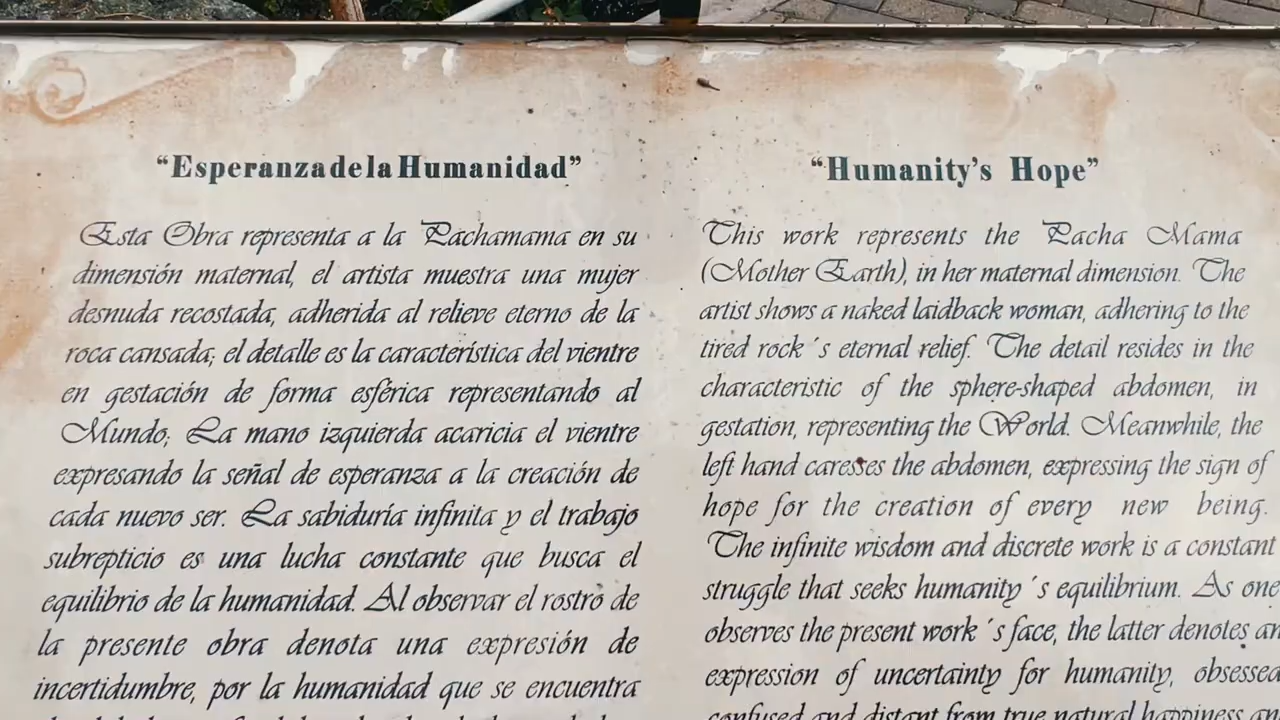 “Esperanza de la Humanidad”
Esta Obra representa a la Pachamama en su
dimensión maternal, el artista muestra una mujer
desnuda recostada, adherida al relieve eterno de la
roca cansada; el detalle es la característica del vientre
en gestación de forma esférica representando al
Mundo; La mano izquierda acaricia el vientre
expresando la señal de esperanza a la creación de
cada nuevo ser. La sabiduría infinita y el trabajo
subrepticio es una lucha constante que busca el
equilibrio de la humanidad. Al observar el rostro de
la presente obra denota una expresión de
incertidumbre, por la humanidad que se encuentra
“Humanity’s Hope”
This work represents the Pacha Mama
(Mother Earth), in her maternal dimension. The
artist shows a naked laidback woman, adhering to the
tired rock´s eternal relief. The detail resides in the
characteristic of the sphere-shaped abdomen, in
gestation, representing the World. Meanwhile, the
left hand caresses the abdomen, expressing the sign of
hope for the creation of every new being.
The infinite wisdom and discrete work is a constant
struggle that seeks humanity´s equilibrium. As one
observes the present work´s face, the latter denotes an
expression of uncertainty for humanity, obsessed
confused and distant from true natural happiness an